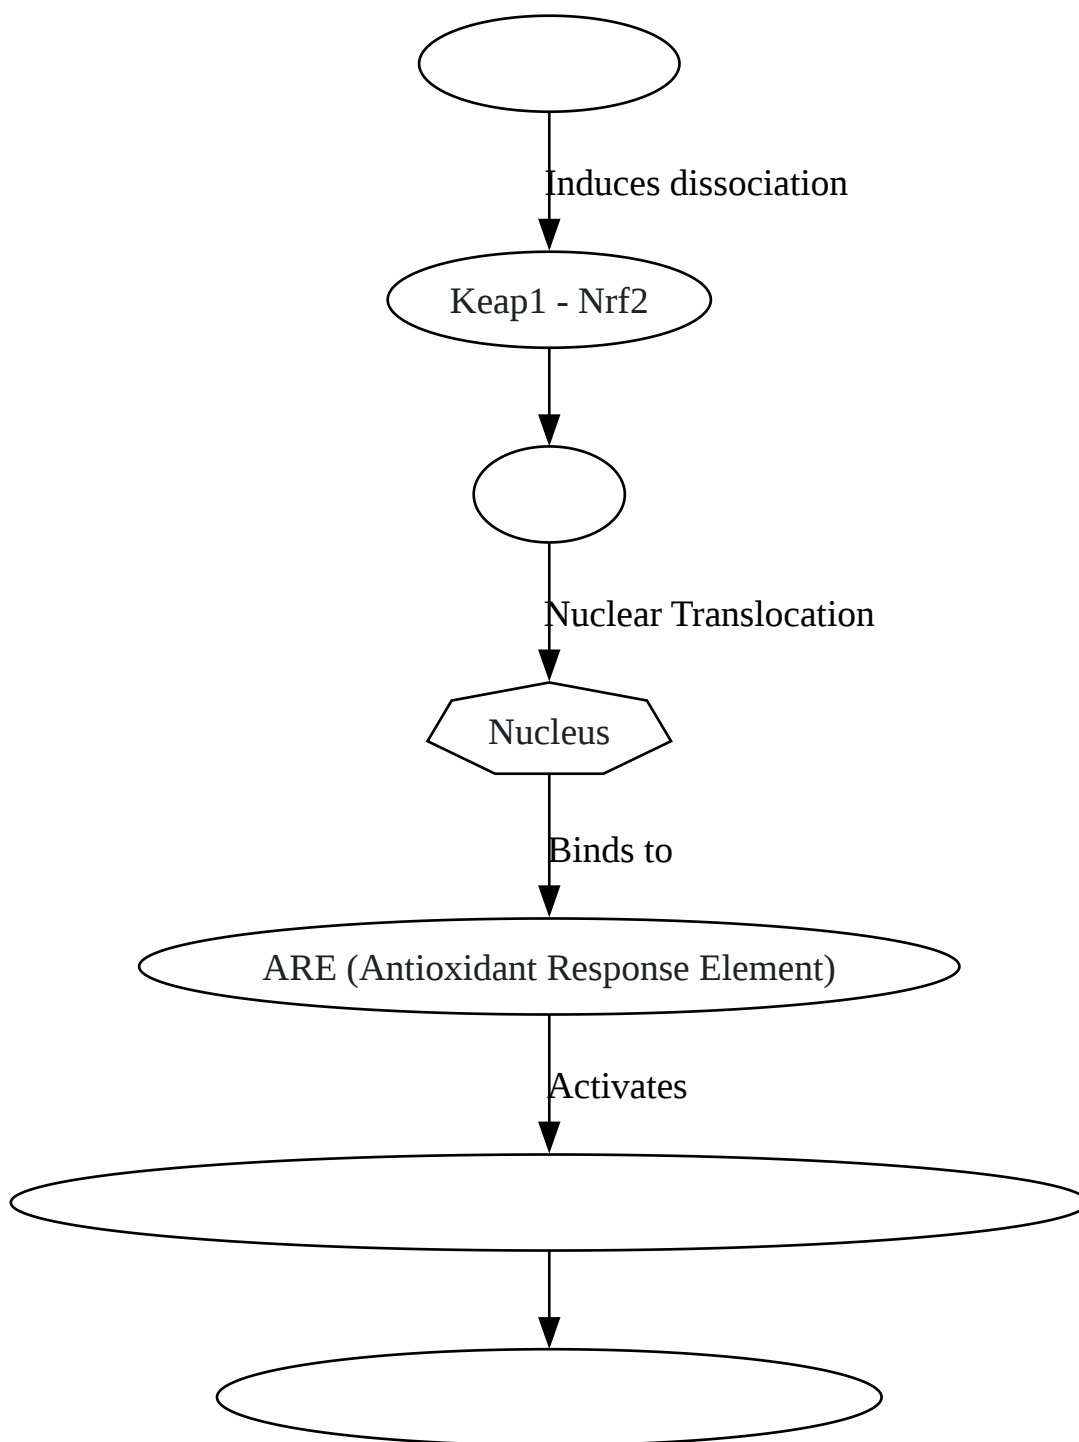 Induces dissociation
Keap1 - Nrf2
Nuclear Translocation
Nucleus
Binds to
ARE (Antioxidant Response Element)
Activates